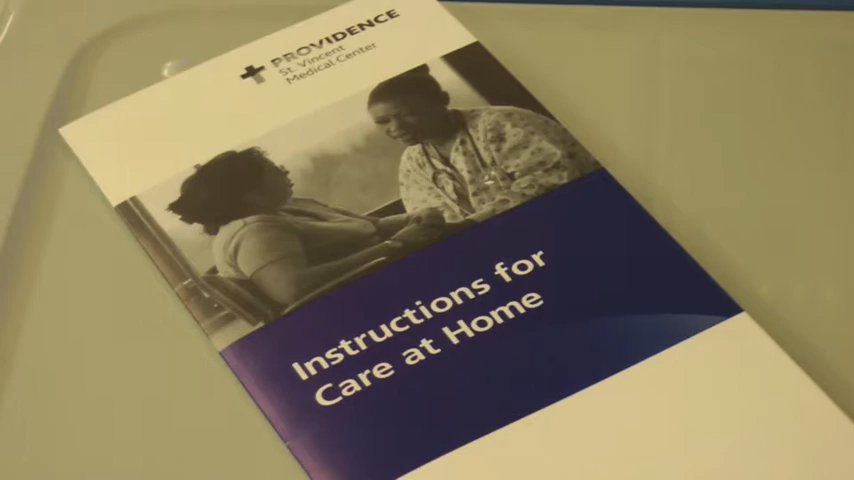 PROVIDENCE
St. Vincent
Medical Center
Instructions for
Care at Home